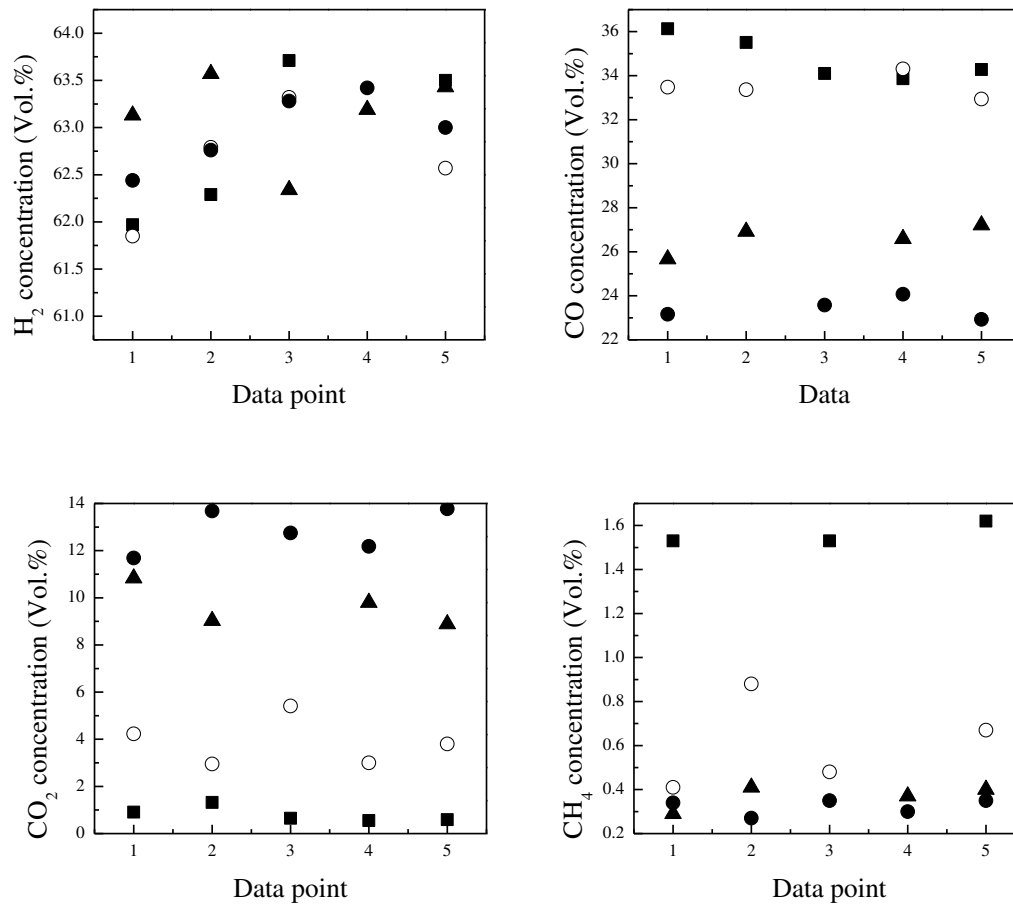 H2 concentration (Vol.%)
64.0
63.5
63.0
62.5
62.0
61.5
61.0
1 2 3 4 5
Data point
CO concentration (Vol.%)
36
34
32
30
28
26
24
22
1 2 3 4 5
Data
CO2 concentration (Vol.%)
14
12
10
8
6
4
2
0
1 2 3 4 5
Data point
CH4 concentration (Vol.%)
1.6
1.4
1.2
1.0
0.8
0.6
0.4
0.2
1 2 3 4 5
Data point